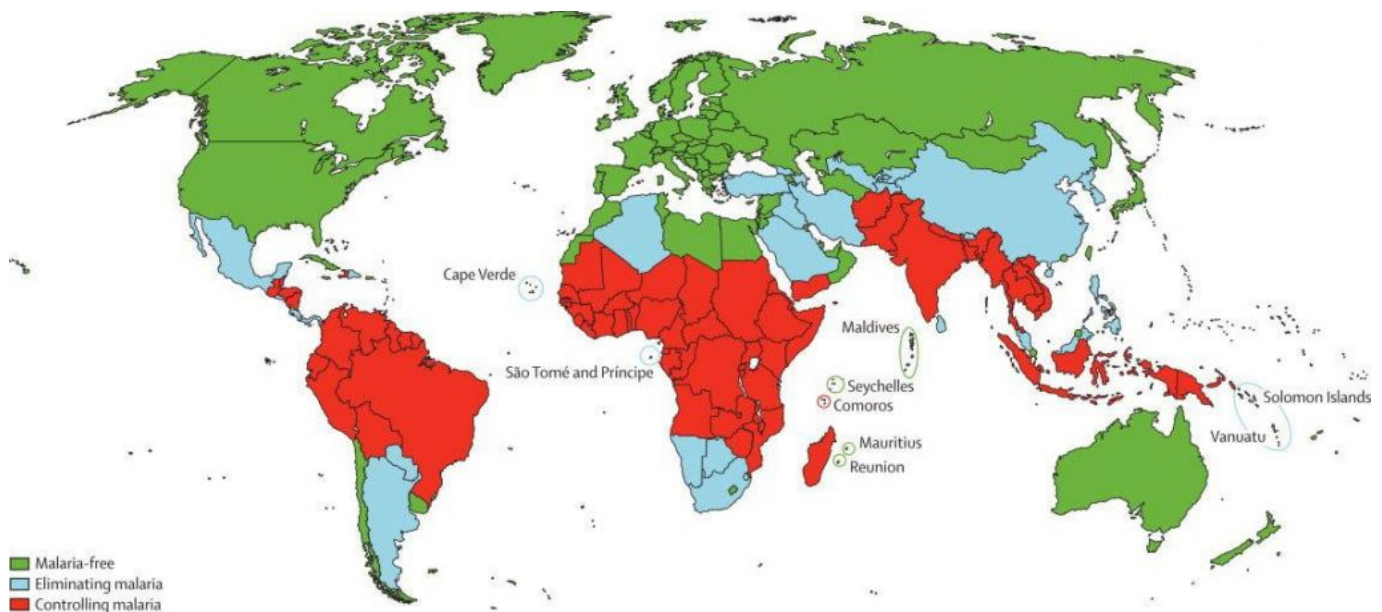 Cape Verde
São Tomé and Príncipe
Maldives
Seychelles
Comoros
Mauritius
Reunion
Solomon Islands
Vanuatu
Malaria-free
Eliminating malaria
Controlling malaria